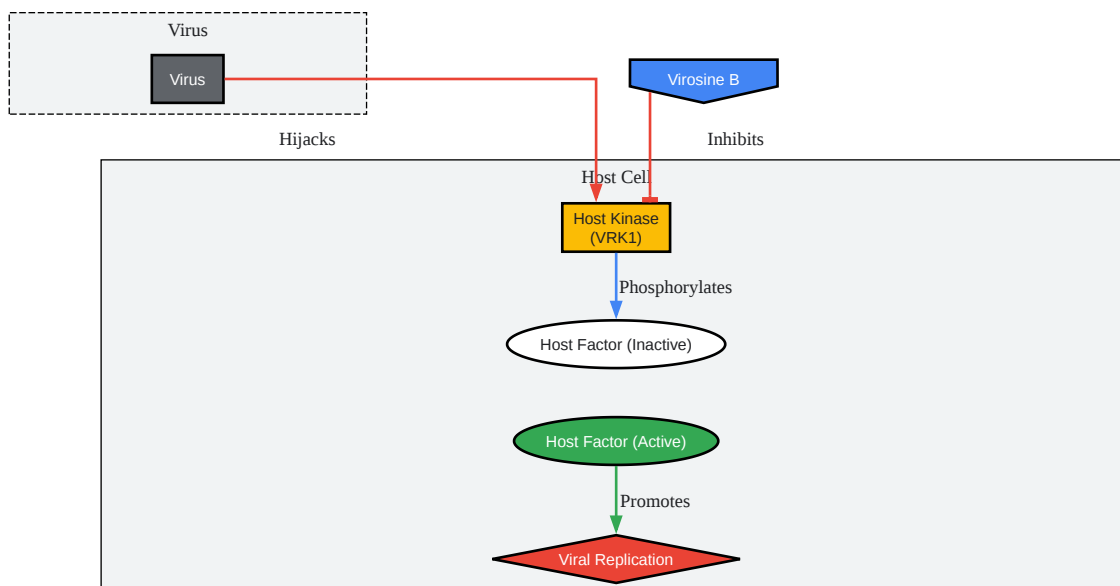 Virus
Virus
Virosine B
Hijacks
Inhibits
Host Cell
Host Kinase
(VRK1)
Phosphorylates
Host Factor (Inactive)
Host Factor (Active)
Promotes
Viral Replication